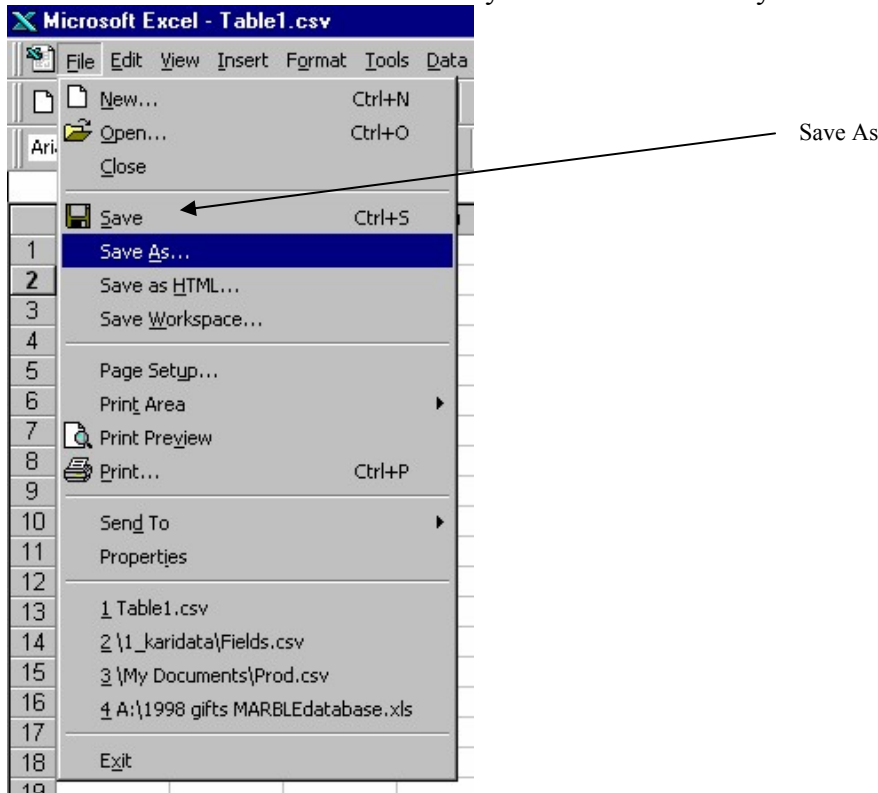 Microsoft Excel - Table1.csv
File Edit View Insert Format Tools Data
New... Ctrl+N
Open... Ctrl+O
Save As
Close
Save Ctrl+S
1 Save As...
2 Save as HTML...
3 Save Workspace...
4
5 Page Setup...
6 Print Area
7 Print Preview
8 Print... Ctrl+P
9
10 Send To
11 Properties
12
13 1 Table1.csv
14 2 \1_karidata\Fields.csv
15 3 \My Documents\Prod.csv
16 4 A:\1998 gifts MARBLEdatabase.xls
17
18 Exit
19